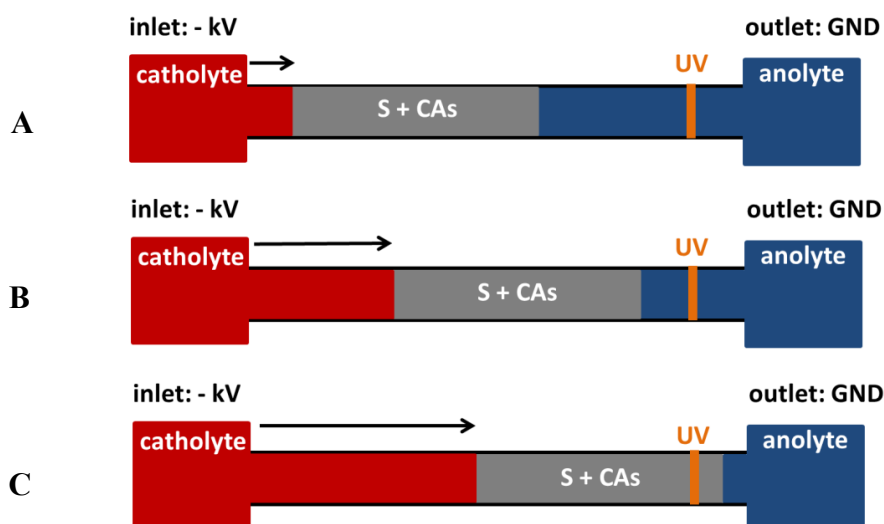 inlet: - kV
outlet: GND
catholyte
UV
anolyte
A
S + CAs
inlet: - kV
outlet: GND
catholyte
UV
anolyte
B
S + CAs
inlet: - kV
outlet: GND
catholyte
UV
anolyte
C
S + CAs